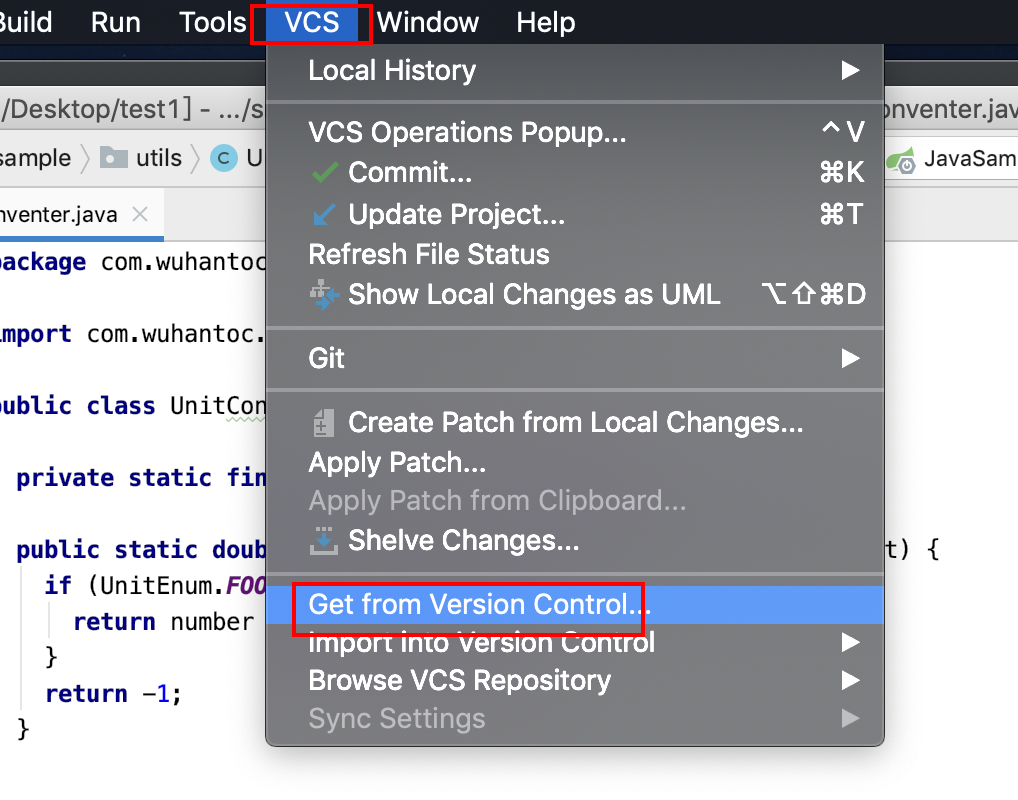 Build Run Tools VCS Window Help
Local History
/Desktop/test1] - .../s
onventer.jav
VCS Operations Popup... ^V
sample utils C U
JavaSam
Commit... ⌘K
nventer.java
Update Project... ⌘T
package com.wuhantoc
Refresh File Status
Show Local Changes as UML ⌥⇧⌘D
import com.wuhantoc.
Git
public class UnitCon
Create Patch from Local Changes...
Apply Patch...
private static fin
Apply Patch from Clipboard...
Shelve Changes...
public static doub
t) {
if (UnitEnum.FOO
Get from Version Control...
return number
Import into Version Control
}
Browse VCS Repository
return -1;
Sync Settings
}